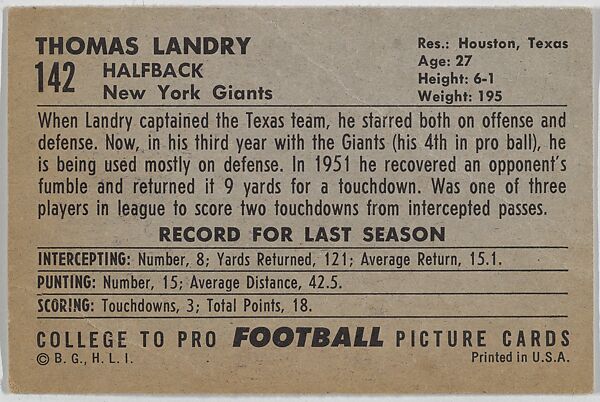 THOMAS LANDRY
142 HALFBACK
New York Giants
Res.: Houston, Texas
Age: 27
Height: 6-1
Weight: 195
When Landry captained the Texas team, he starred both on offense and
defense. Now, in his third year with the Giants (his 4th in pro ball), he
is being used mostly on defense. In 1951 he recovered an opponent's
fumble and returned it 9 yards for a touchdown. Was one of three
players in league to score two touchdowns from intercepted passes.
RECORD FOR LAST SEASON
INTERCEPTING: Number, 8; Yards Returned, 121; Average Return, 15.1.
PUNTING: Number, 15; Average Distance, 42.5.
SCORING: Touchdowns, 3; Total Points, 18.
COLLEGE TO PRO FOOTBALL PICTURE CARDS
© B. G., H. L. I.
Printed in U.S.A.